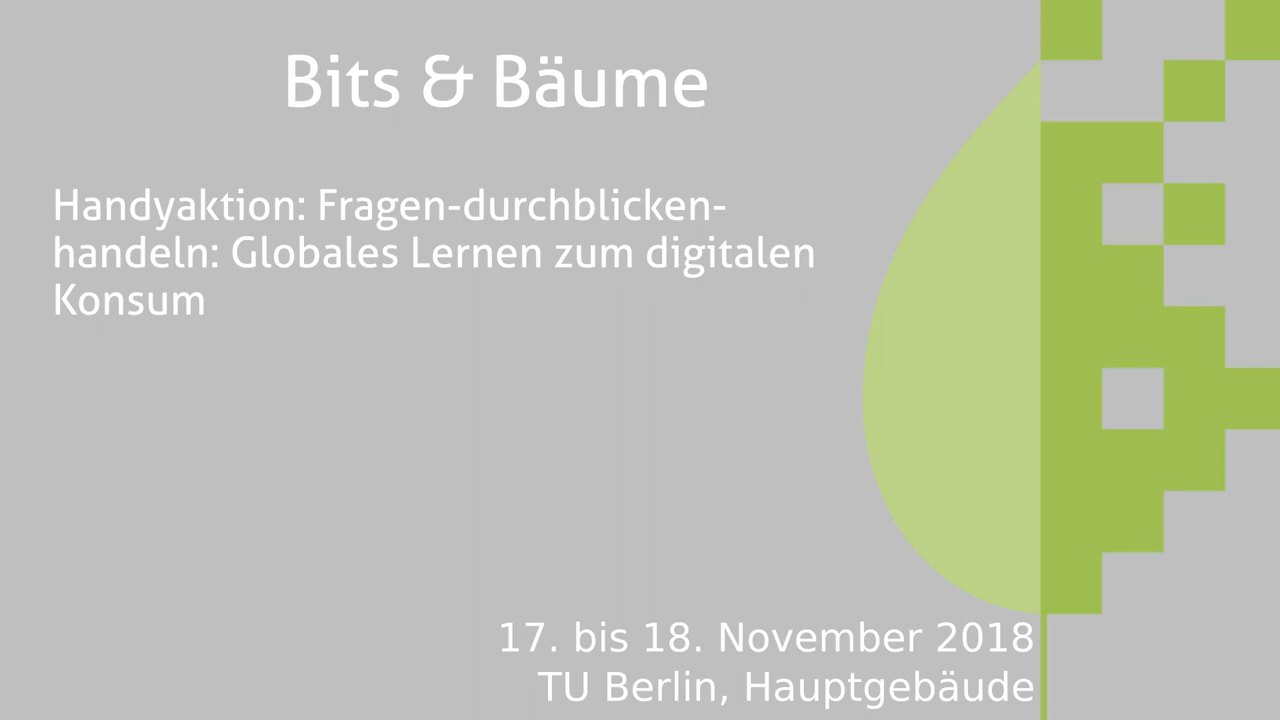 Bits & Bäume
Handyaktion: Fragen-durchblicken-
handeln: Globales Lernen zum digitalen
Konsum
17. bis 18. November 2018
TU Berlin, Hauptgebäude